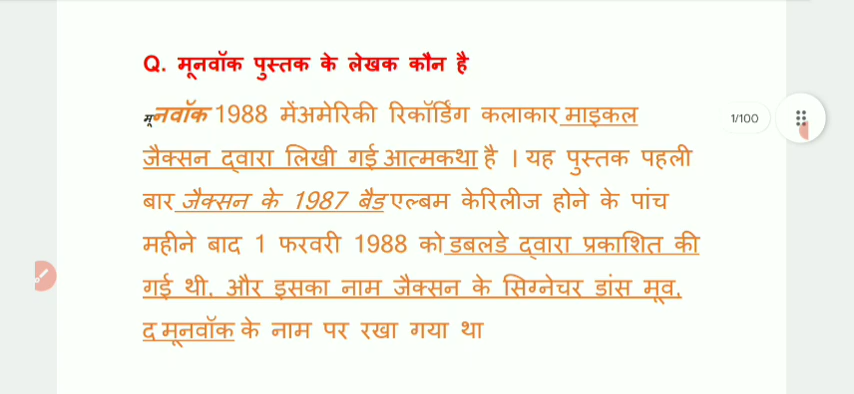 Q. मूनवॉक पुस्तक के लेखक कौन है
मूनवॉक 1988 मेंअमेरिकी रिकॉर्डिंग कलाकार माइकल
1/100
जैक्सन द्वारा लिखी गई आत्मकथा है । यह पुस्तक पहली
बार जैक्सन के 1987 बैड एल्बम केरिलीज होने के पांच
महीने बाद 1 फरवरी 1988 को डबलडे द्वारा प्रकाशित की
गई थी, और इसका नाम जैक्सन के सिग्नेचर डांस मूव,
द मूनवॉक के नाम पर रखा गया था